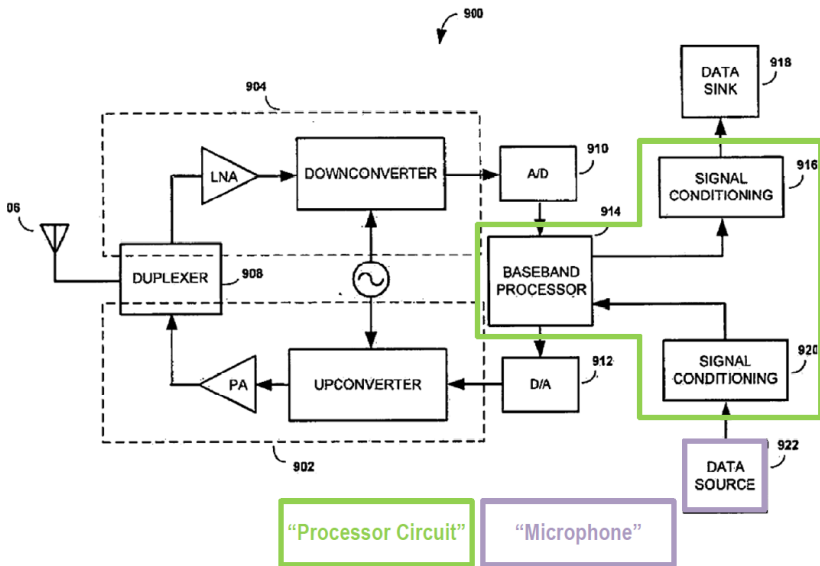 900
904
DATA
SINK
918
LNA
DOWNCONVERTER
A/D
910
SIGNAL
CONDITIONING
916
914
06
DUPLEXER
908
BASEBAND
PROCESSOR
PA
UPCONVERTER
D/A
912
SIGNAL
CONDITIONING
920
902
DATA
SOURCE
922
“Processor Circuit”
“Microphone”